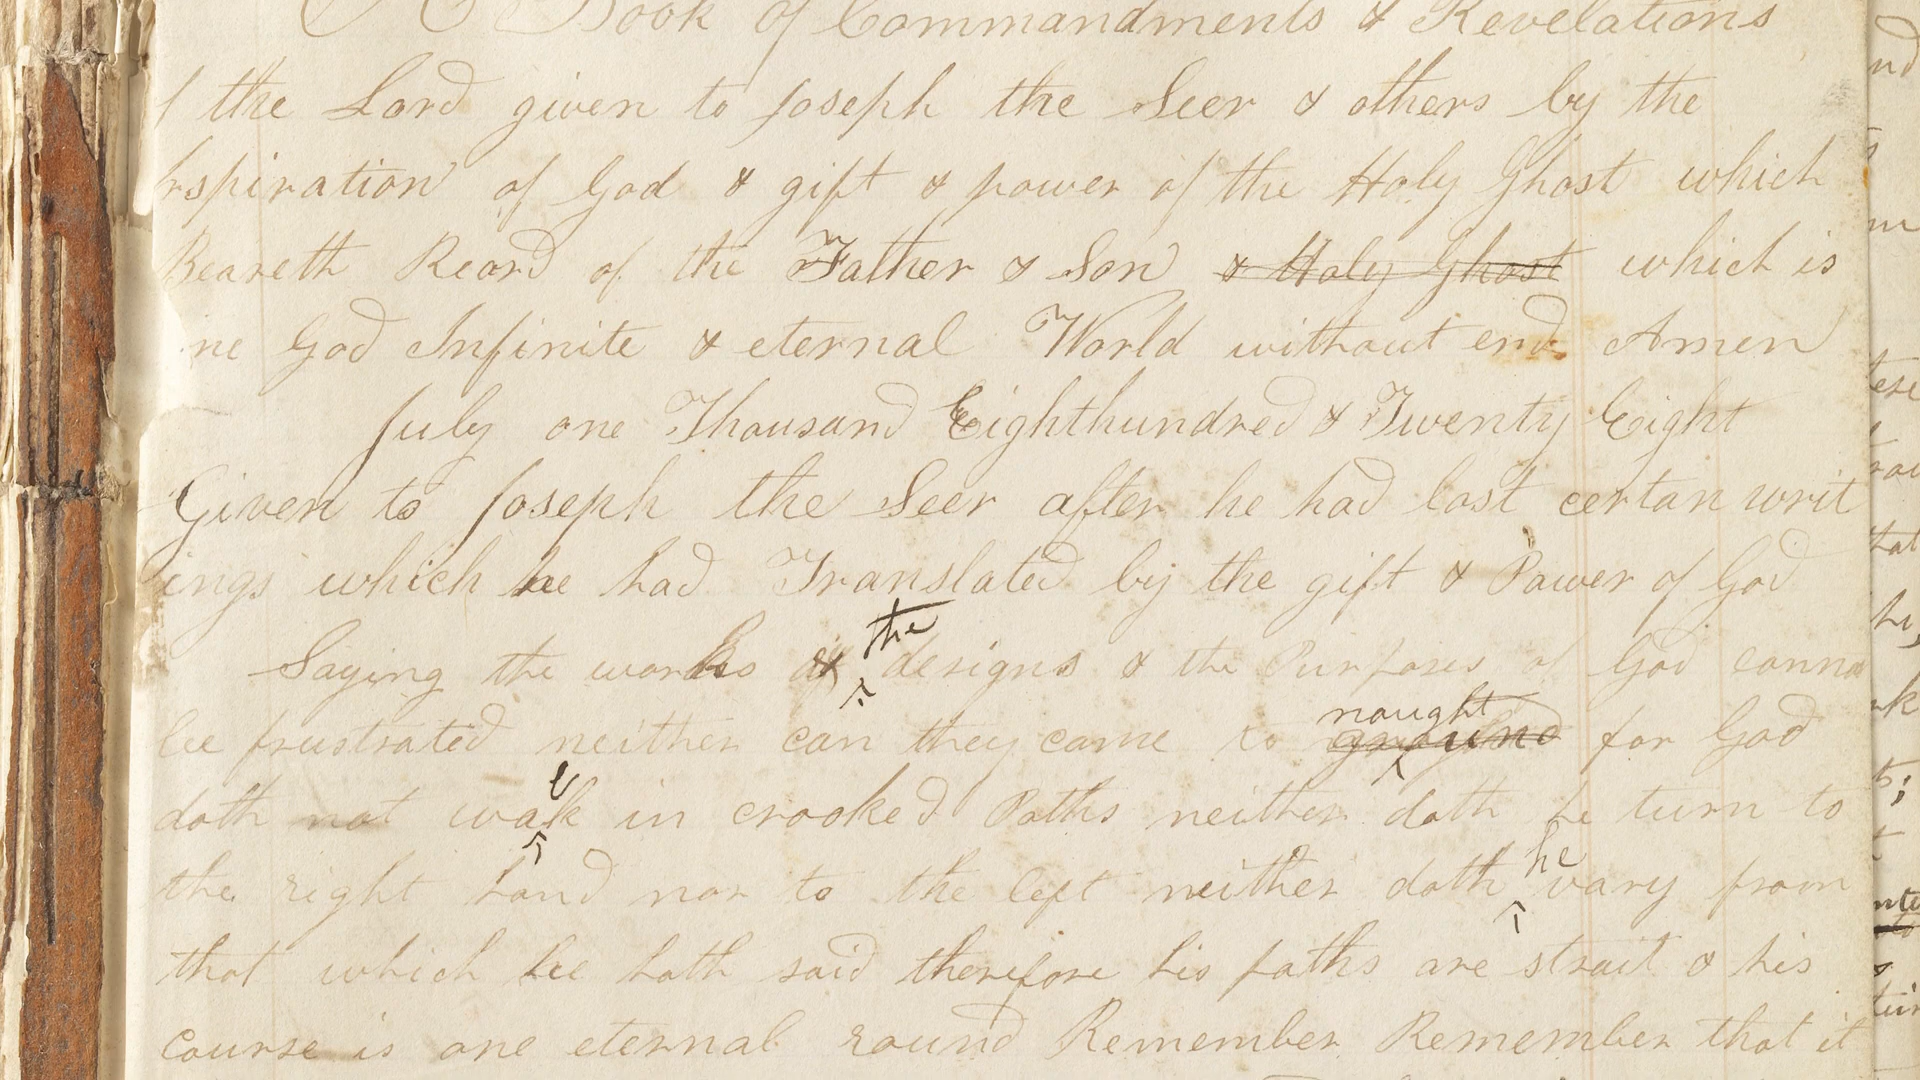 A Book of Commandments & Revelations
f the Lord given to Joseph the Seer & others by the
nspiration of God & gift & power of the Holy Ghost which
Beareth Reord of the Father & Son & Holy Ghost which is
ne God Infinite & eternal World without end Amen
July one Thousand Eighthundred & Twenty Eight
Given to Joseph the Seer after he had lost certan writ
ings which he had Translated by the gift & Power of God
the
Saying the works & designs & the Purposes of God canno
nought
be frustrated neither can they come to ground for God
l
doth not wak in crooked Paths neither doth he turn to
he
the right hand nor to the left neither doth vary from
that which he hath said therefore his paths are strait & his
course is one eternal round Remember Remember that it